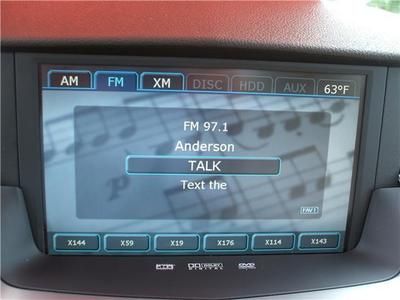 AM FM XM DISC HDD AUX 63°F
FM 97.1
Anderson
TALK
Text the
FAV1
X144 X59 X19 X176 X114 X143